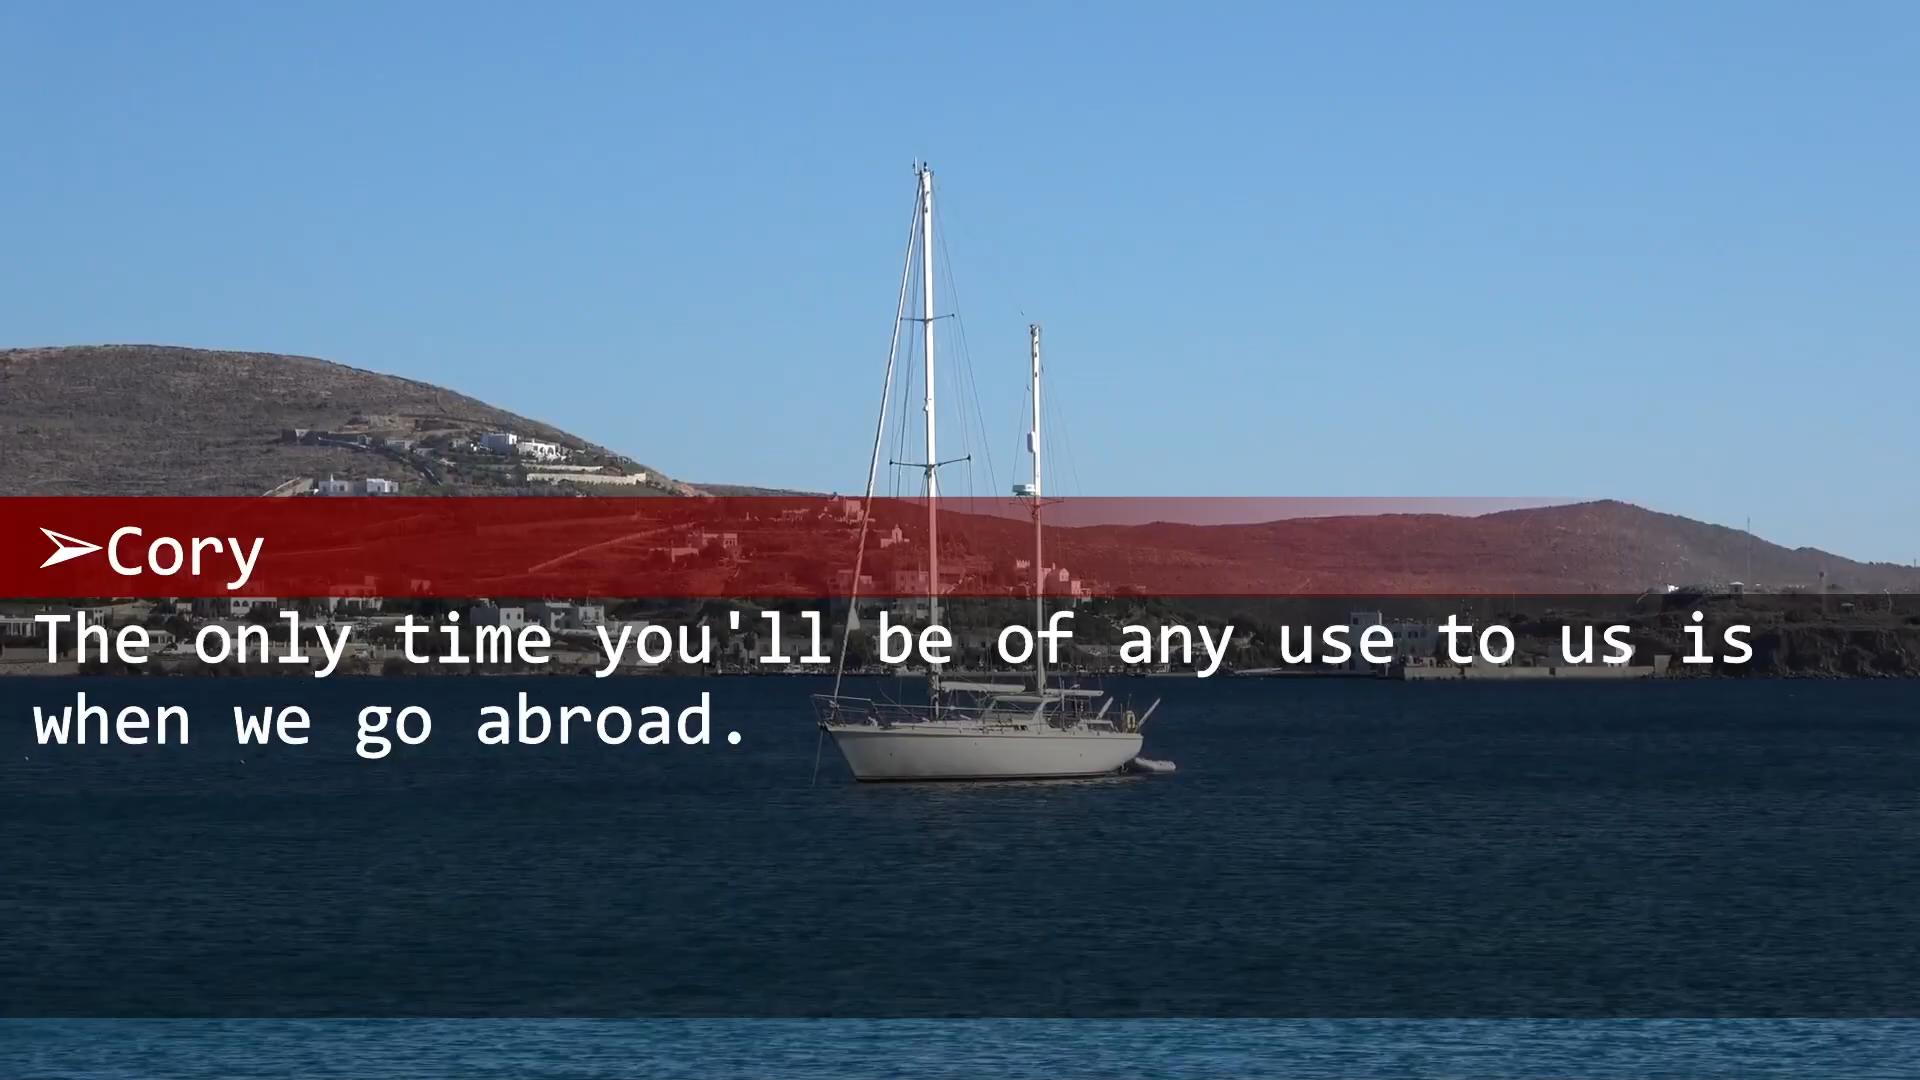 ➢Cory
The only time you'll be of any use to us is
when we go abroad.